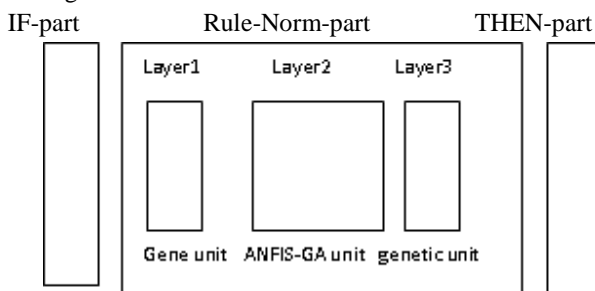 IF-part Rule-Norm-part THEN-part
Layer1 Layer2 Layer3
Gene unit ANFIS-GA unit genetic unit